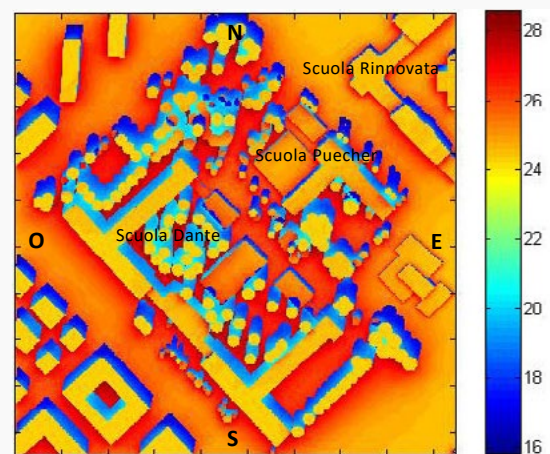 N
Scuola Rinnovata
Scuola Puecher
Scuola Dante
O
E
S
28
26
24
22
20
18
16